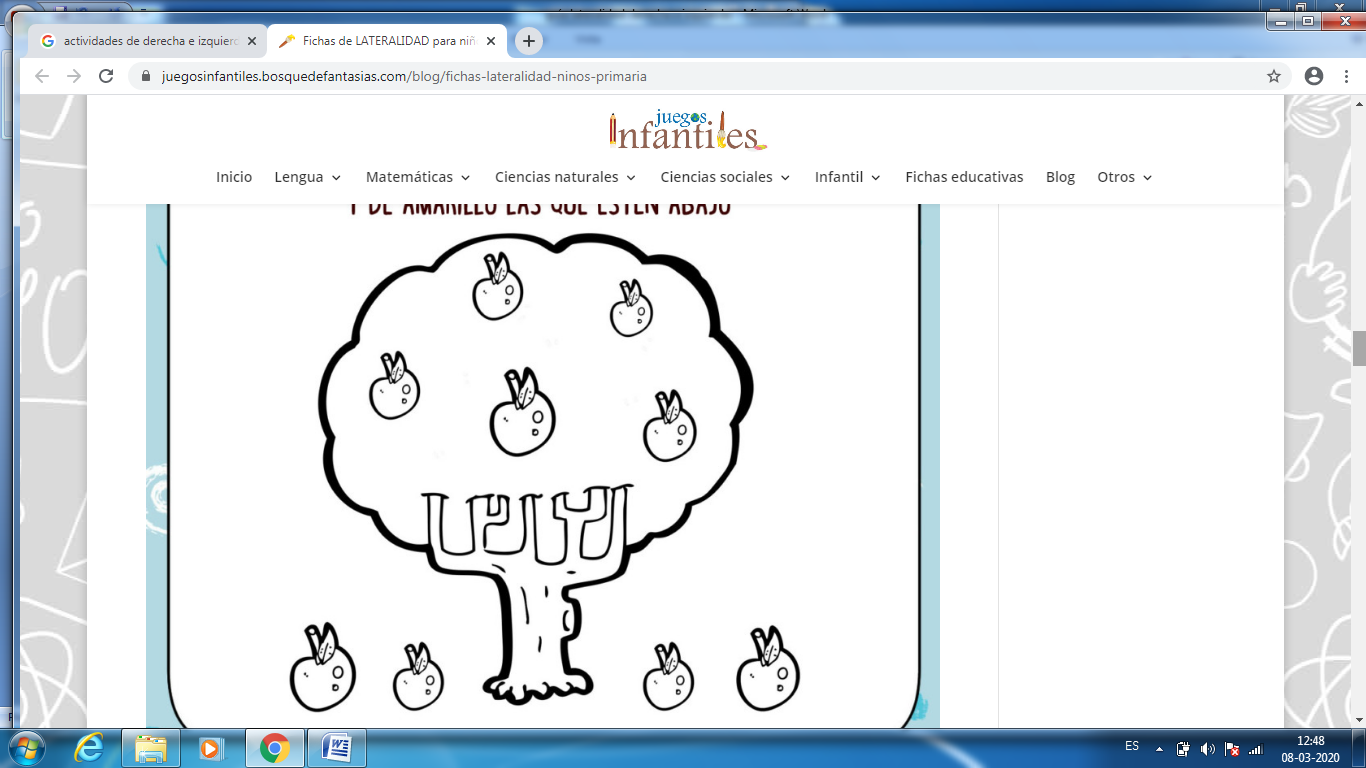 actividades de derecha e izquierd
Fichas de LATERALIDAD para niñ
juegosinfantiles.bosquedefantasias.com/blog/fichas-lateralidad-ninos-primaria
juegos
Infantiles
Inicio Lengua Matemáticas Ciencias naturales Ciencias sociales Infantil Fichas educativas Blog Otros
Y DE AMARILLO LAS QUE ESTÉN ABAJO
ES
12:48
08-03-2020